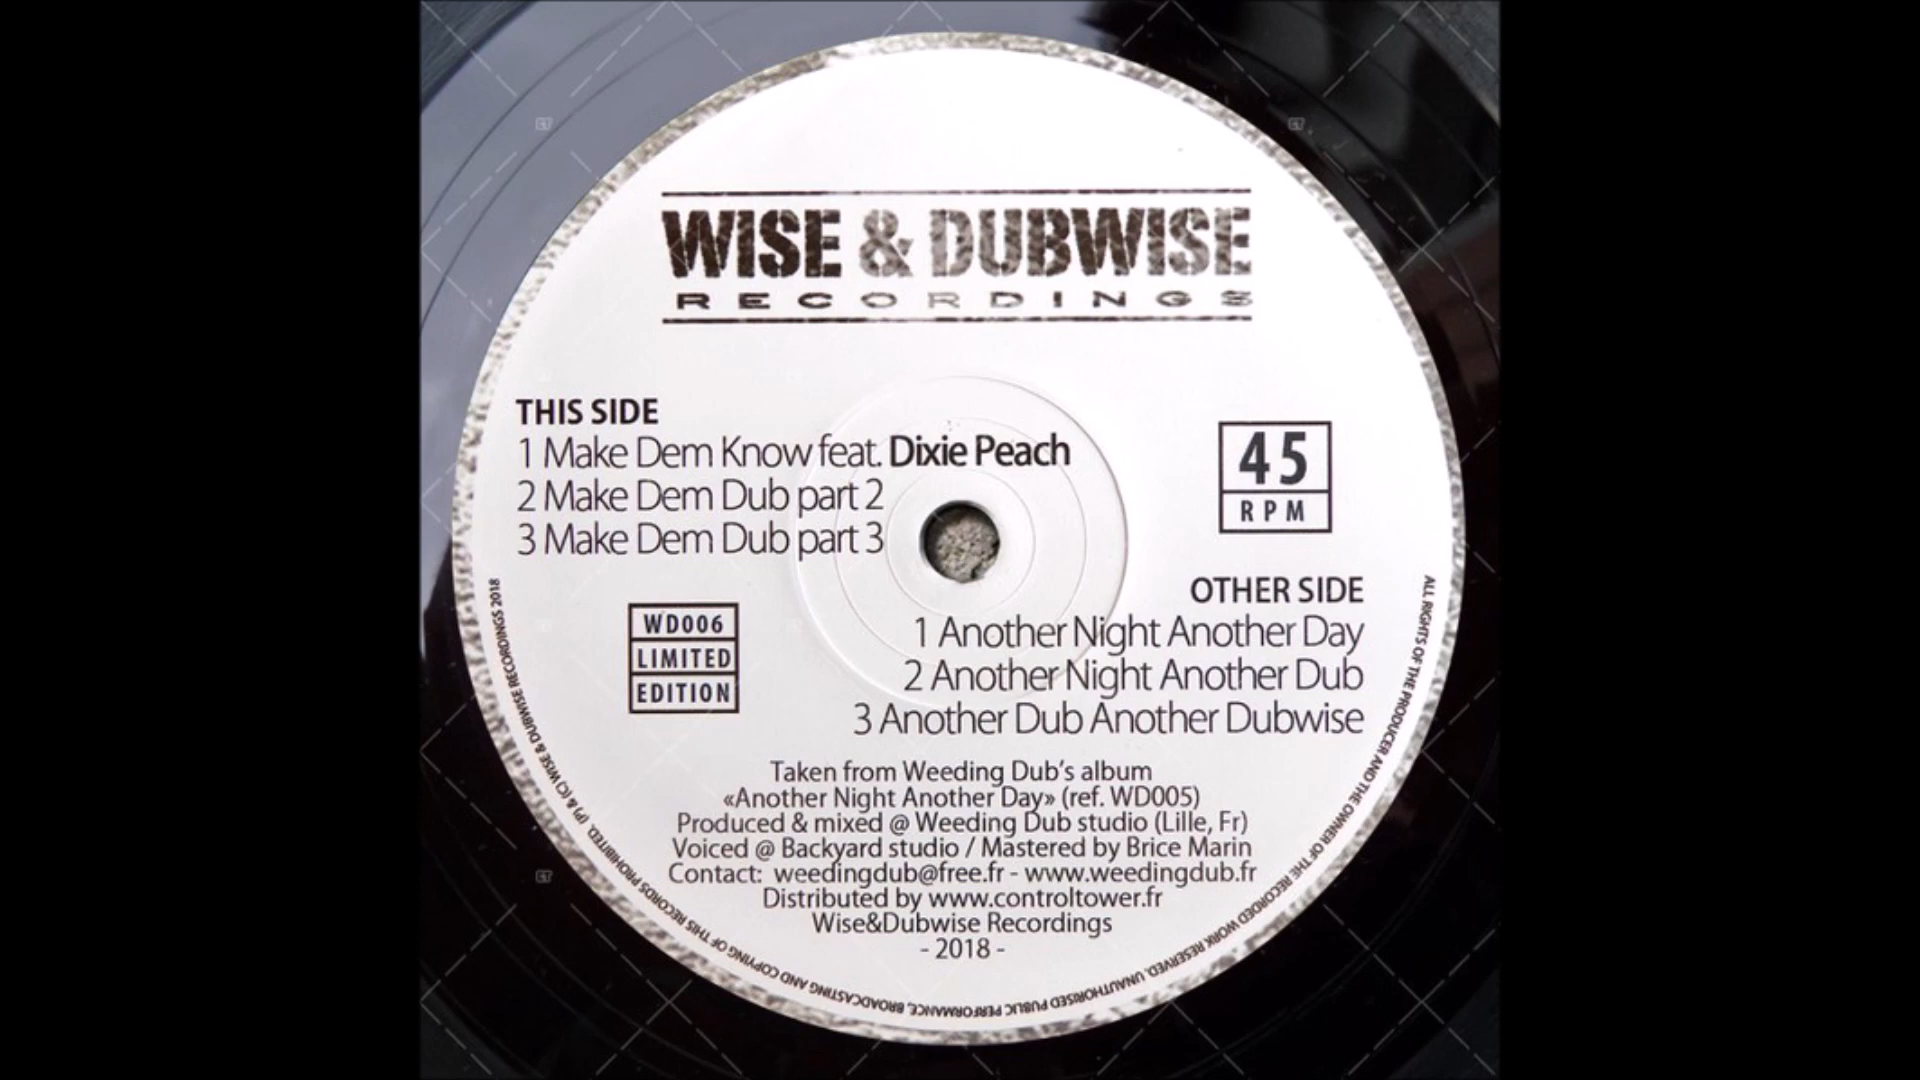 WISE & DUBWISE
RECORDINGS
THIS SIDE
1 Make Dem Know feat. Dixie Peach
2 Make Dem Dub part 2
3 Make Dem Dub part 3
45
RPM
WD006
LIMITED
EDITION
OTHER SIDE
1 Another Night Another Day
2 Another Night Another Dub
3 Another Dub Another Dubwise
Taken from Weeding Dub's album
«Another Night Another Day» (ref. WD005)
Produced & mixed @ Weeding Dub studio (Lille, Fr)
Voiced @ Backyard studio / Mastered by Brice Marin
Contact: weedingdub@free.fr - www.weedingdub.fr
Distributed by www.controltower.fr
Wise&Dubwise Recordings
- 2018 -
ALL RIGHTS OF THE PRODUCER AND THE OWNER OF THE RECORDED WORK RESERVED. UNAUTHORISED PUBLIC PERFORMANCE, BROADCASTING AND COPYING OF THIS RECORDS PROHIBITED. (P) & (C) WISE & DUBWISE RECORDINGS 2018